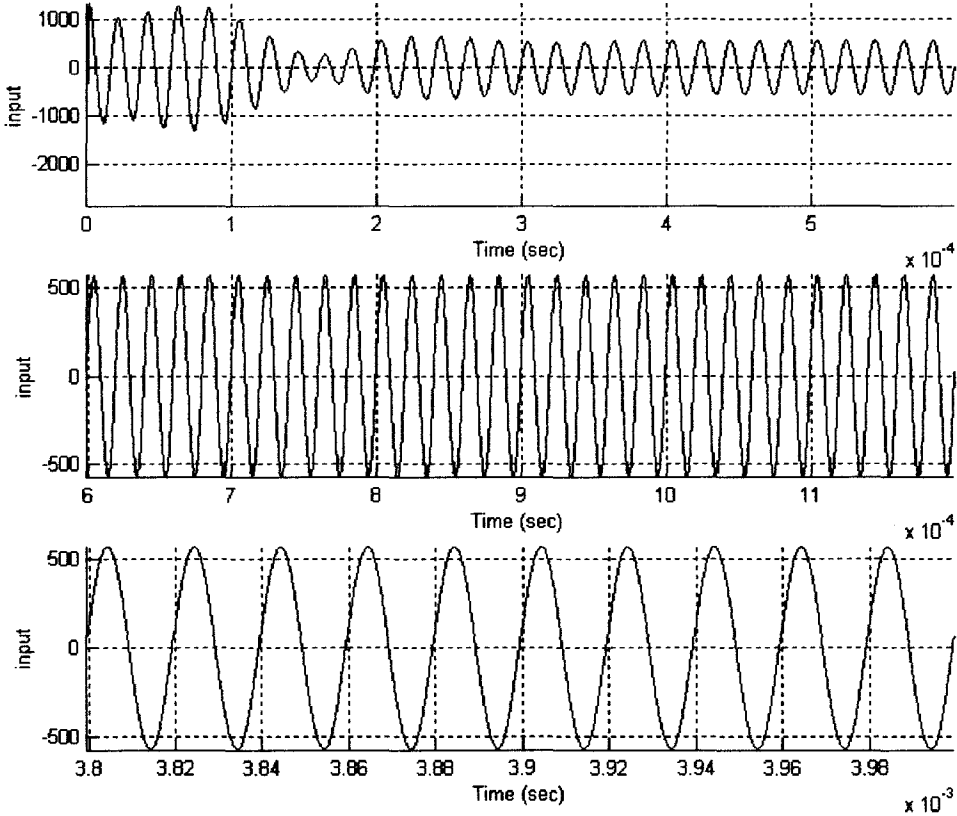 1000
0
-1000
-2000
input
0 1 2 3 4 5
Time (sec)
x 10-4
500
0
-500
input
6 7 8 9 10 11
Time (sec)
x 10-4
500
0
-500
input
3.8 3.82 3.84 3.86 3.88 3.9 3.92 3.94 3.96 3.98
Time (sec)
x 10-3